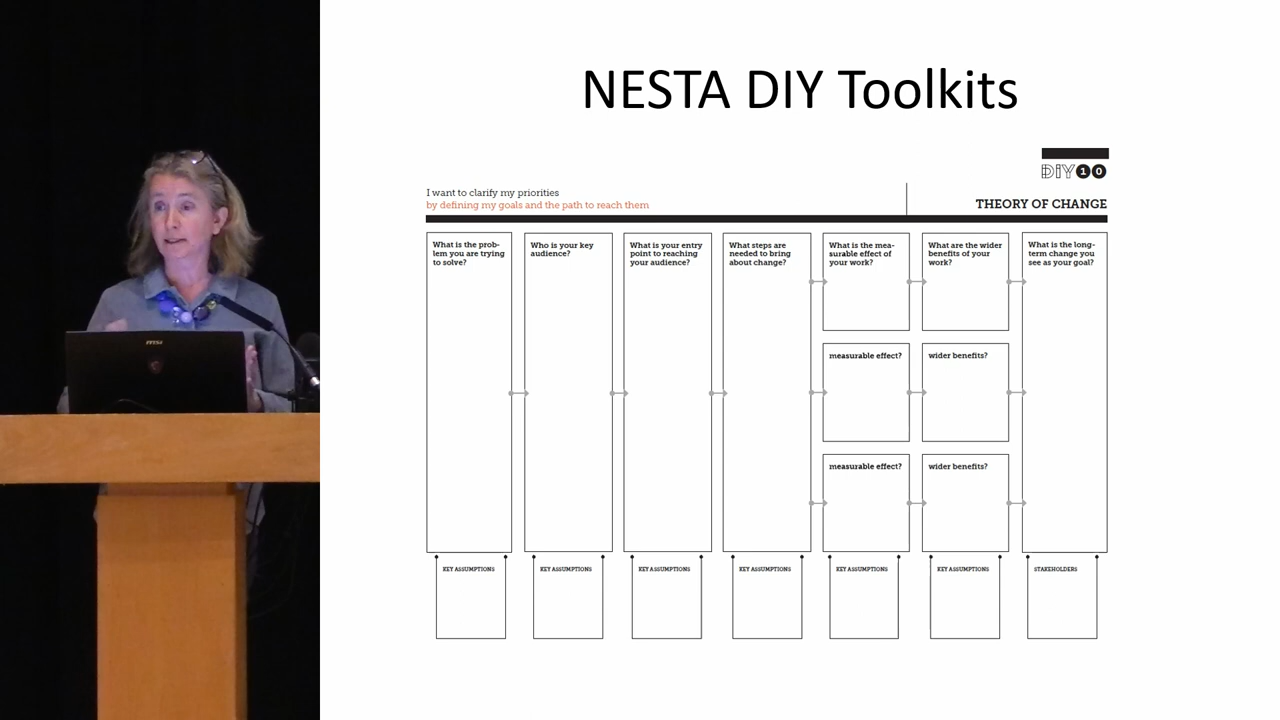 NESTA DIY Toolkits
DIY 10
I want to clarify my priorities
by defining my goals and the path to reach them
THEORY OF CHANGE
What is the prob-
lem you are trying
to solve?
Who is your key
audience?
What is your entry
point to reaching
your audience?
What steps are
needed to bring
about change?
What is the mea-
surable effect of
your work?
What are the wider
benefits of your
work?
What is the long-
term change you
see as your goal?
measurable effect?
wider benefits?
measurable effect?
wider benefits?
KEY ASSUMPTIONS
KEY ASSUMPTIONS
KEY ASSUMPTIONS
KEY ASSUMPTIONS
KEY ASSUMPTIONS
KEY ASSUMPTIONS
STAKEHOLDERS
msi